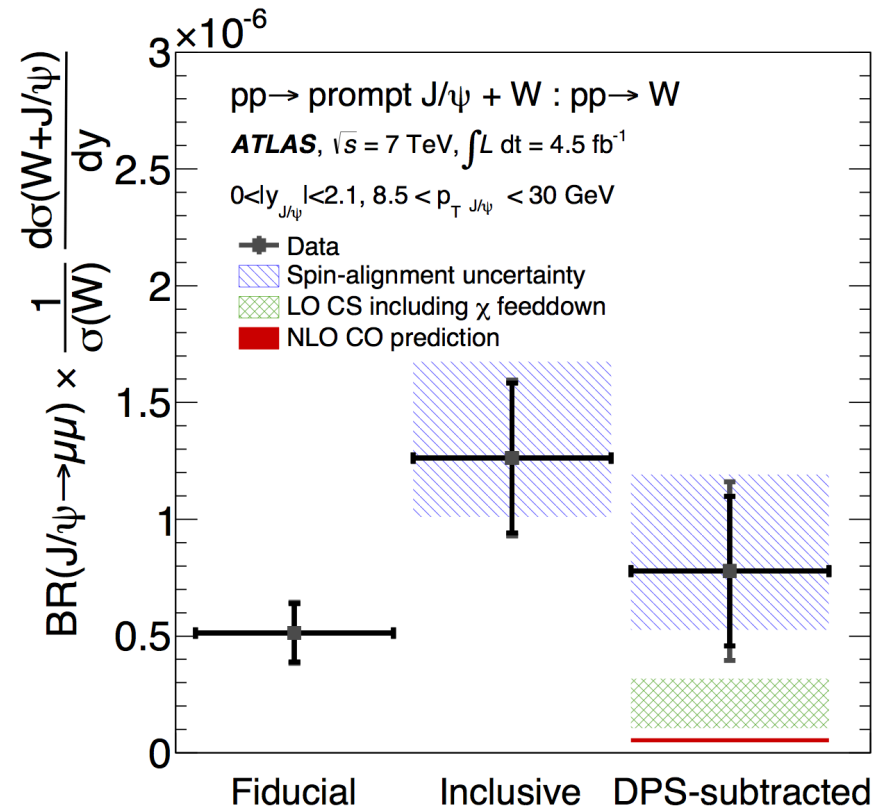 3×10⁻⁶
2.5
2
1.5
1
0.5
0
BR(J/ψ→μμ) × 1/σ(W) dσ(W+J/ψ)/dy
pp→ prompt J/ψ + W : pp→ W
ATLAS, √s = 7 TeV, ∫L dt = 4.5 fb⁻¹
0<|y_J/ψ|<2.1, 8.5 < p_T J/ψ < 30 GeV
Data
Spin-alignment uncertainty
LO CS including χ feeddown
NLO CO prediction
Fiducial Inclusive DPS-subtracted